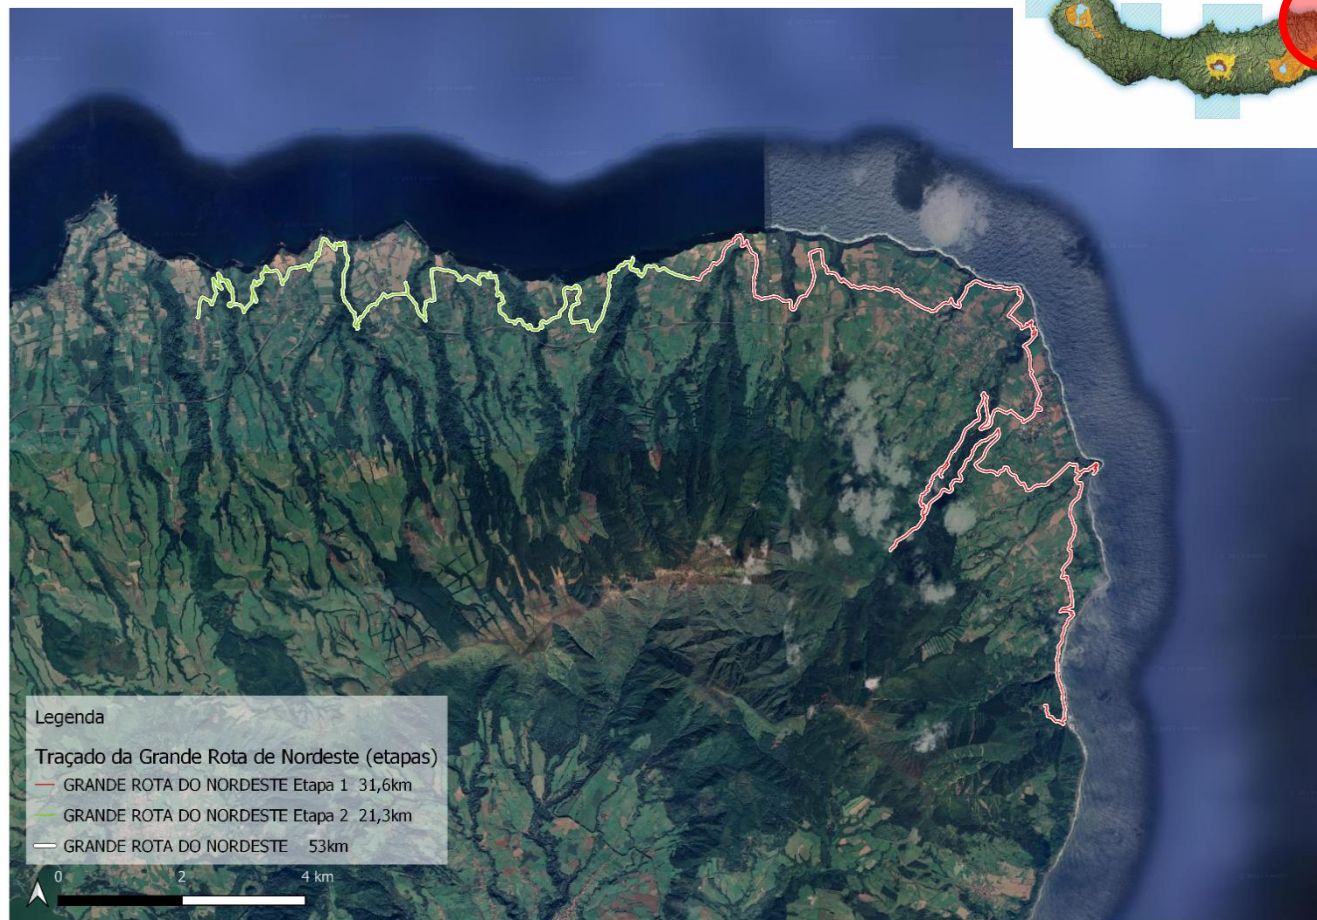 Legenda
Traçado da Grande Rota de Nordeste (etapas)
GRANDE ROTA DO NORDESTE Etapa 1 31,6km
GRANDE ROTA DO NORDESTE Etapa 2 21,3km
GRANDE ROTA DO NORDESTE 53km
0 2 4 km